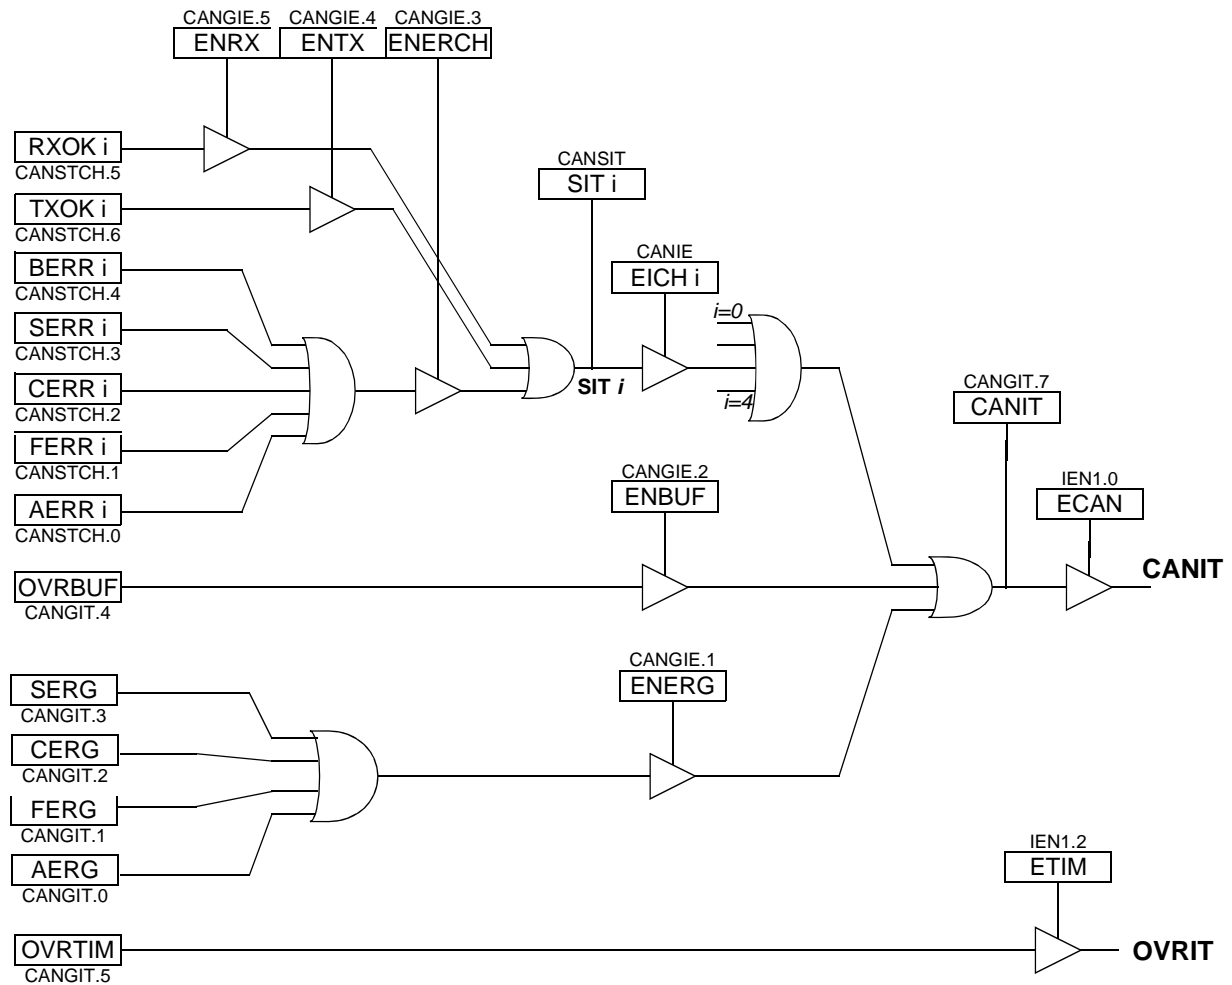 CANGIE.5 CANGIE.4 CANGIE.3
ENRX ENTX ENERCH
RXOK i
CANSTCH.5
TXOK i
CANSTCH.6
BERR i
CANSTCH.4
SERR i
CANSTCH.3
CERR i
CANSTCH.2
FERR i
CANSTCH.1
AERR i
CANSTCH.0
CANSIT
SIT i
SIT i
CANIE
EICH i
i=0
i=4
CANGIT.7
CANIT
CANGIE.2
ENBUF
IEN1.0
ECAN
CANIT
OVRBUF
CANGIT.4
CANGIE.1
ENERG
SERG
CANGIT.3
CERG
CANGIT.2
FERG
CANGIT.1
AERG
CANGIT.0
IEN1.2
ETIM
OVRTIM
CANGIT.5
OVRIT